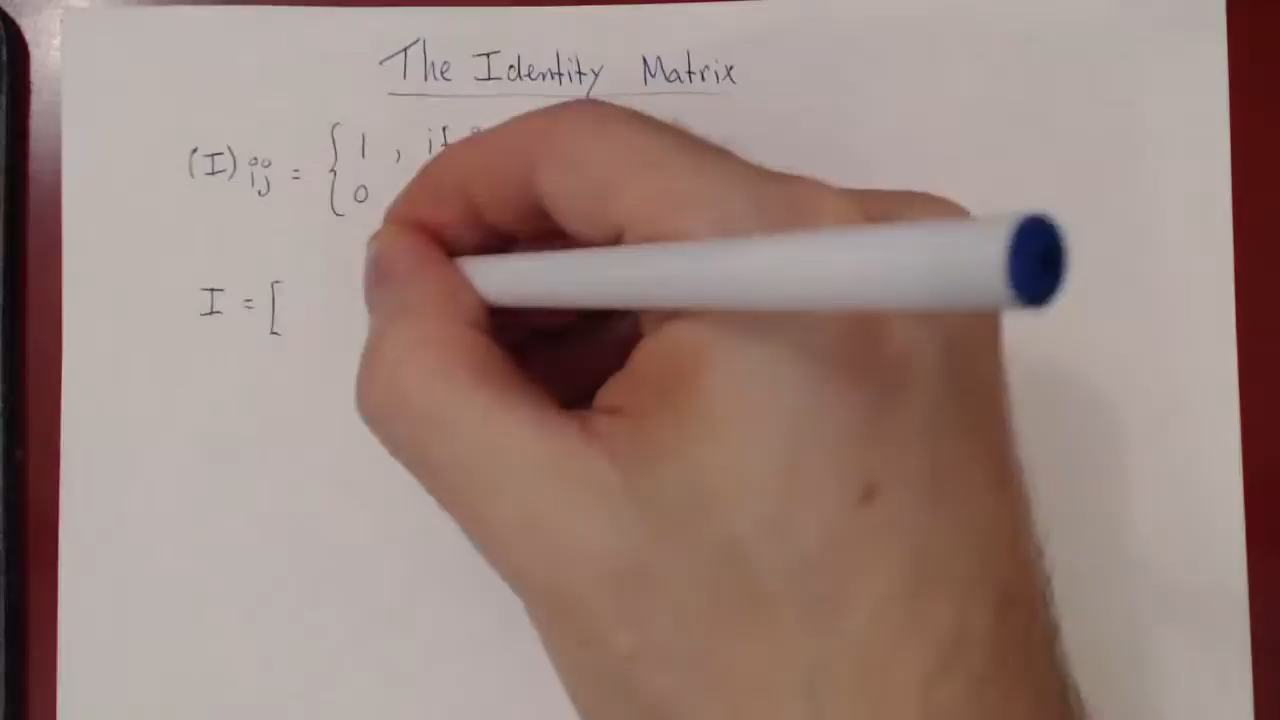 The Identity Matrix
(I)ij = { 1 , if
0
I = [